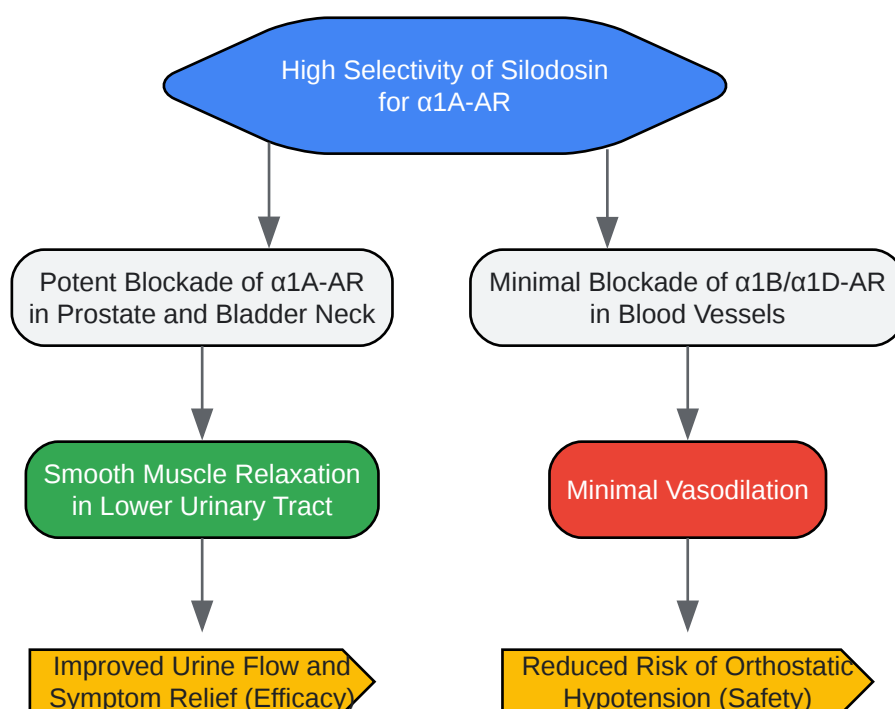 High Selectivity of Silodosin
for α1A-AR
Potent Blockade of α1A-AR
in Prostate and Bladder Neck
Minimal Blockade of α1B/α1D-AR
in Blood Vessels
Smooth Muscle Relaxation
in Lower Urinary Tract
Minimal Vasodilation
Improved Urine Flow and
Symptom Relief (Efficacy)
Reduced Risk of Orthostatic
Hypotension (Safety)